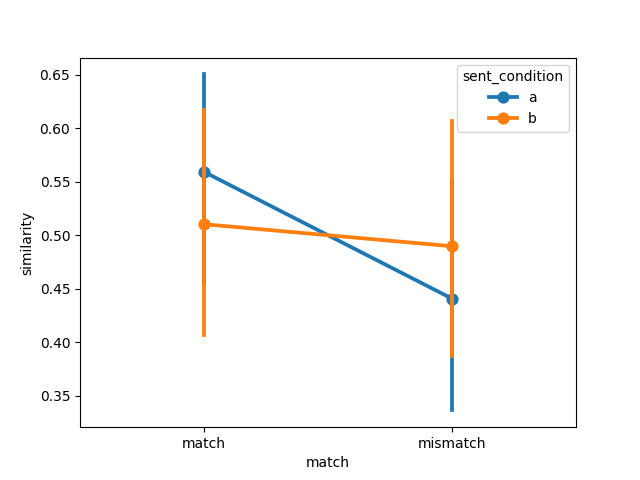 sent_condition
a
b
0.65
0.60
0.55
0.50
0.45
0.40
0.35
similarity
match
mismatch
match